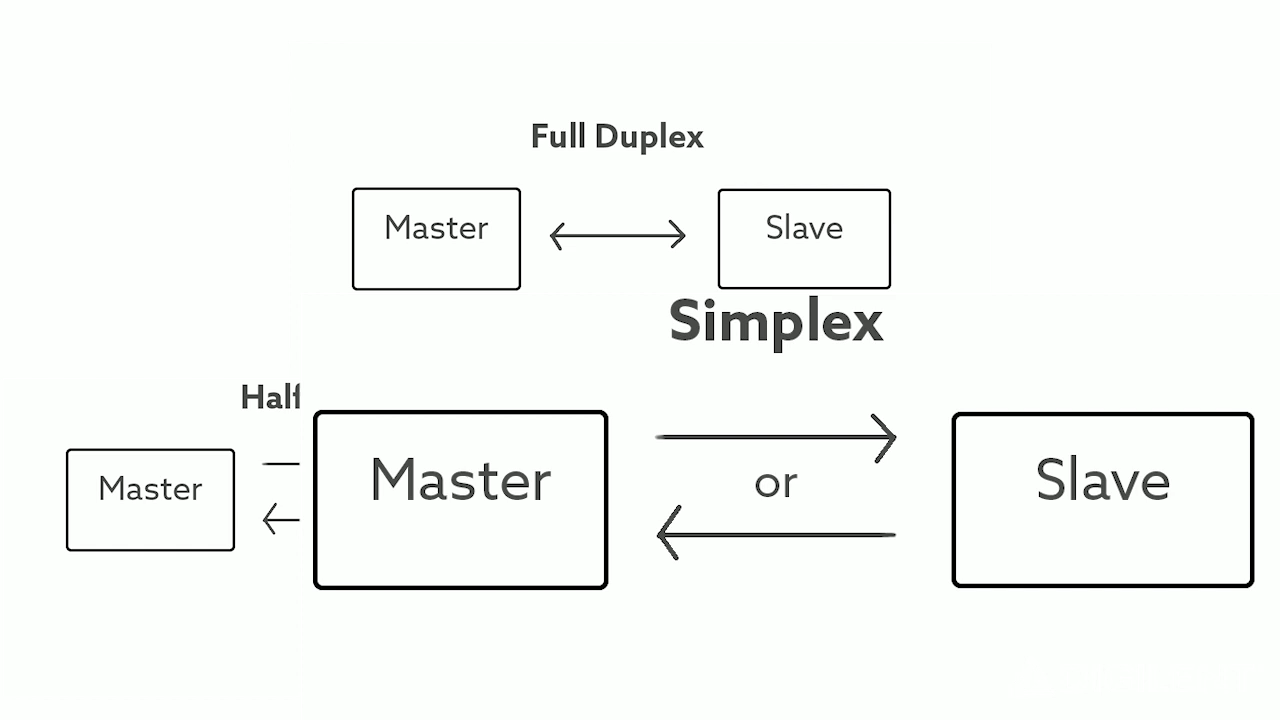 Full Duplex
Master
Slave
Simplex
Half
Master
Master
or
Slave